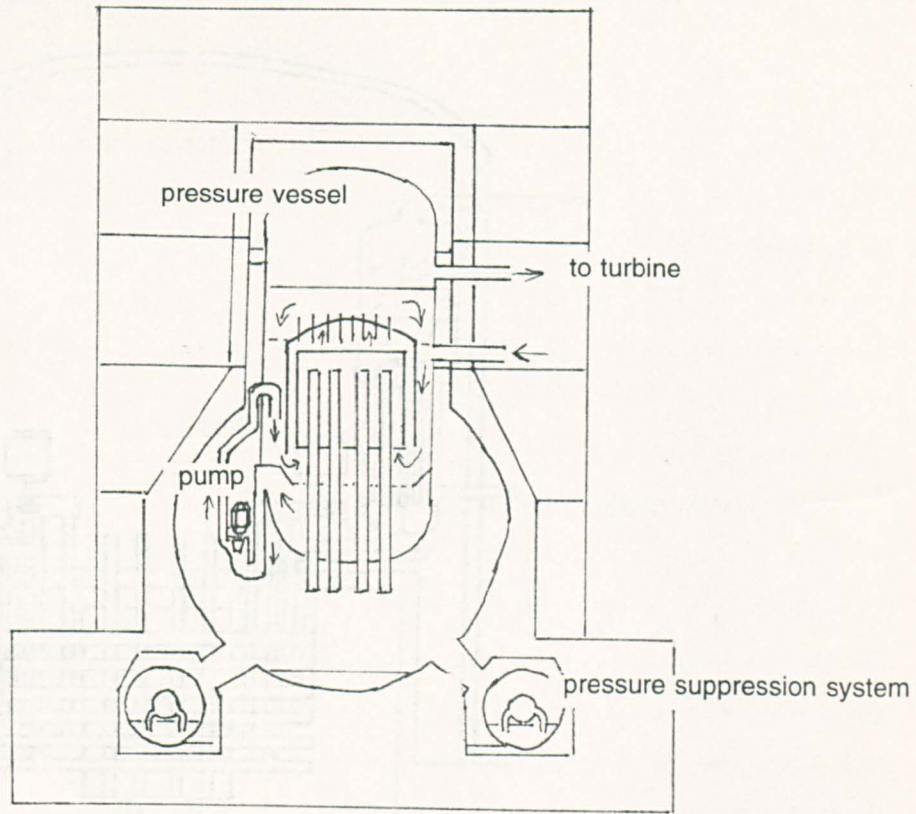 pressure vessel
to turbine
pump
pressure suppression system